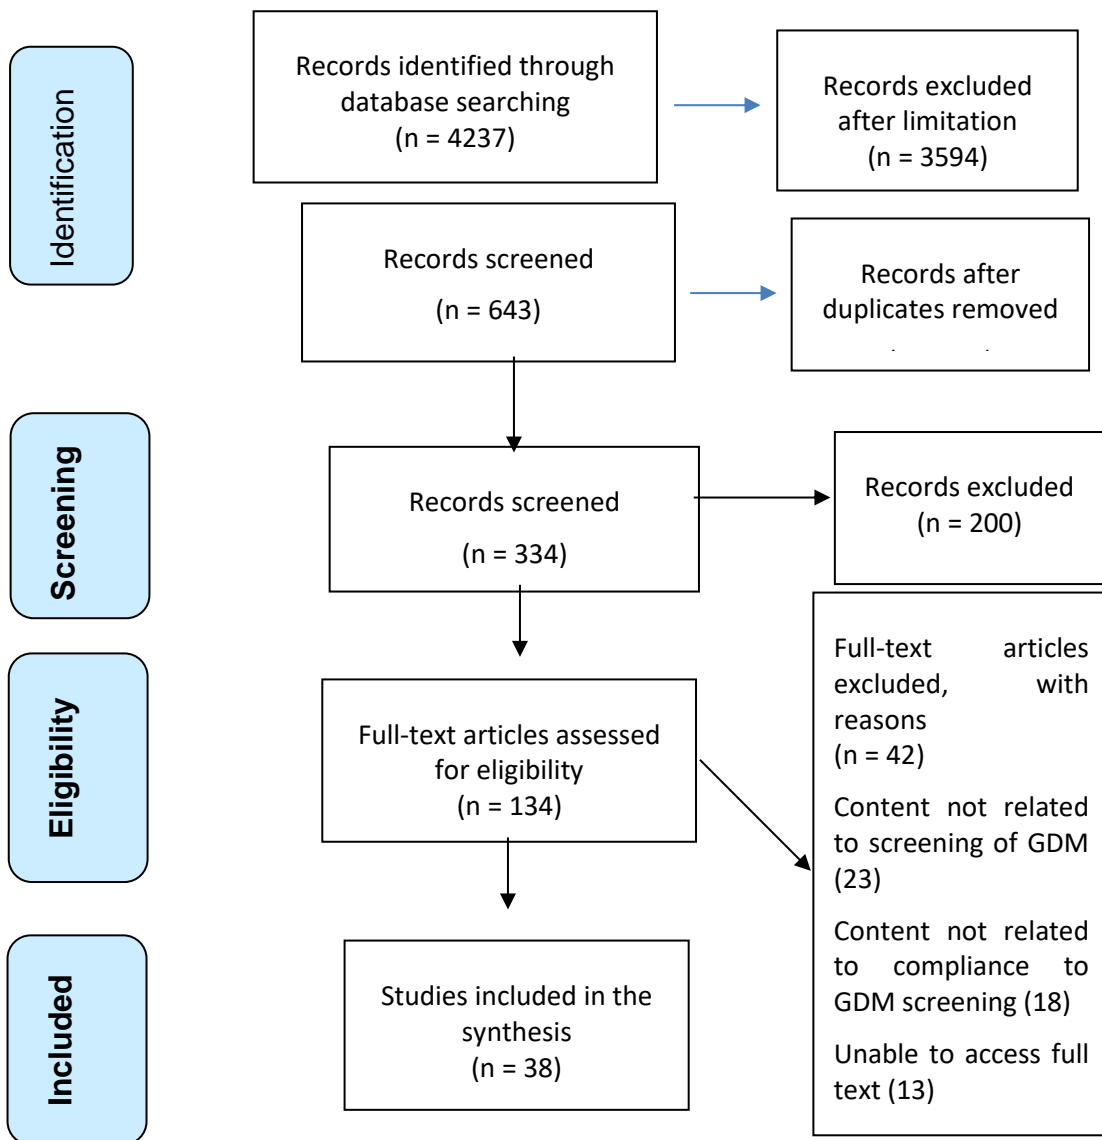 Identification
Records identified through
database searching
(n = 4237)
Records excluded
after limitation
(n = 3594)
Records screened
(n = 643)
Records after
duplicates removed
Screening
Records screened
(n = 334)
Records excluded
(n = 200)
Eligibility
Full-text articles assessed
for eligibility
(n = 134)
Full-text articles
excluded, with
reasons
(n = 42)
Content not related
to screening of GDM
(23)
Content not related
to compliance to
GDM screening (18)
Unable to access full
text (13)
Included
Studies included in the
synthesis
(n = 38)